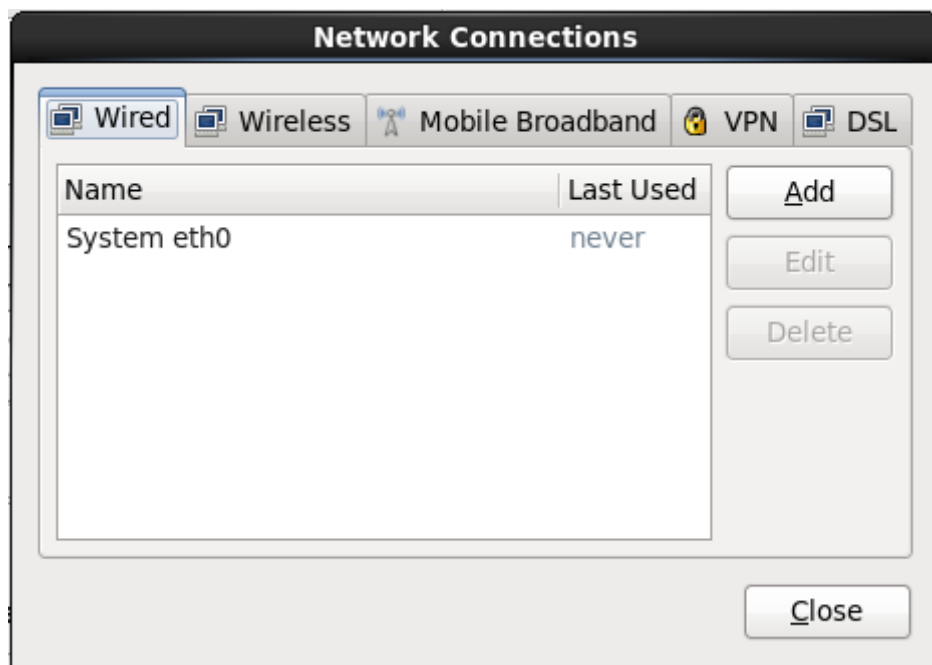 Network Connections
Wired Wireless Mobile Broadband VPN DSL
Name Last Used Add
System eth0 never
Edit
Delete
Close